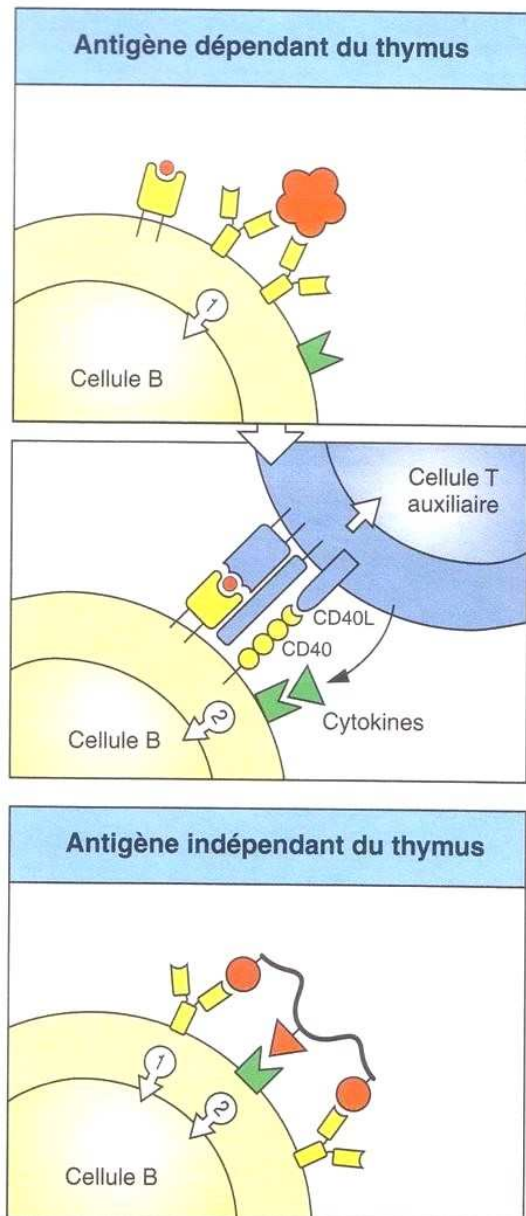 Antigène dépendant du thymus
1
Cellule B
Cellule T
auxiliaire
CD40L
CD40
Cytokines
2
Cellule B
Antigène indépendant du thymus
1
2
Cellule B